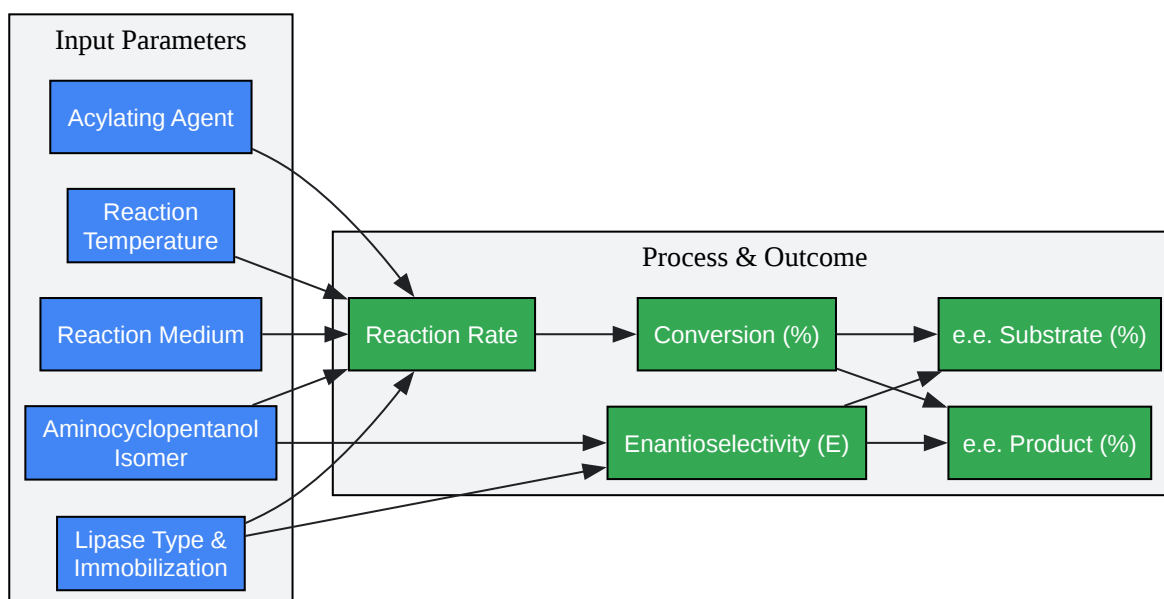 Input Parameters
Acylating Agent
Reaction
Temperature
Reaction Medium
Aminocyclopentanol
Isomer
Lipase Type &
Immobilization
Process & Outcome
Reaction Rate
Conversion (%)
e.e. Substrate (%)
Enantioselectivity (E)
e.e. Product (%)